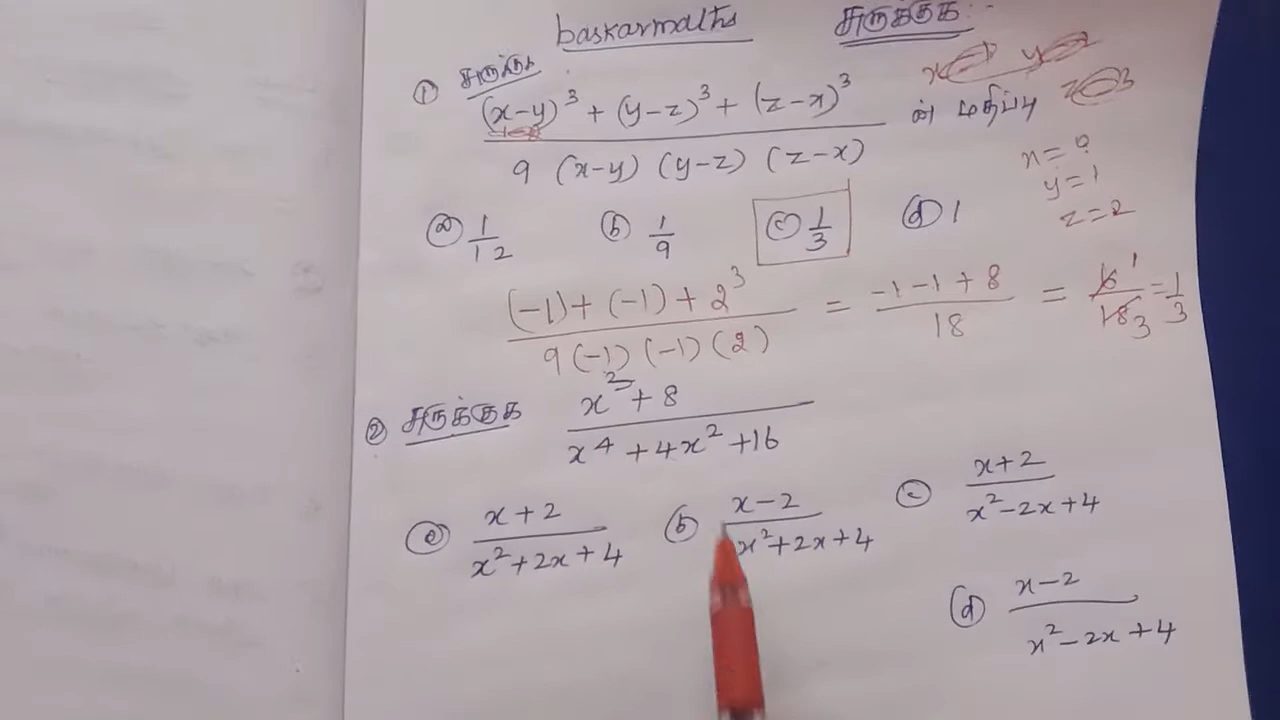 baskarmaths சுருக்குக:-
① சுருக்கு
(x-y)³ + (y-z)³ + (z-x)³ ன் மதிப்பு
9 (x-y) (y-z) (z-x)
x = 0
y = 1
z = 2
ⓐ 1/12 ⓑ 1/9 ⓒ 1/3 ⓓ 1
(-1) + (-1) + 2³ / 9(-1)(-1)(2) = -1-1+8 / 18 = 6/18 = 1/3
② சுருக்குக x³ + 8 / x⁴ + 4x² + 16
ⓐ x+2 / x²+2x+4 ⓑ x-2 / x²+2x+4 ⓒ x+2 / x²-2x+4
ⓓ x-2 / x²-2x+4